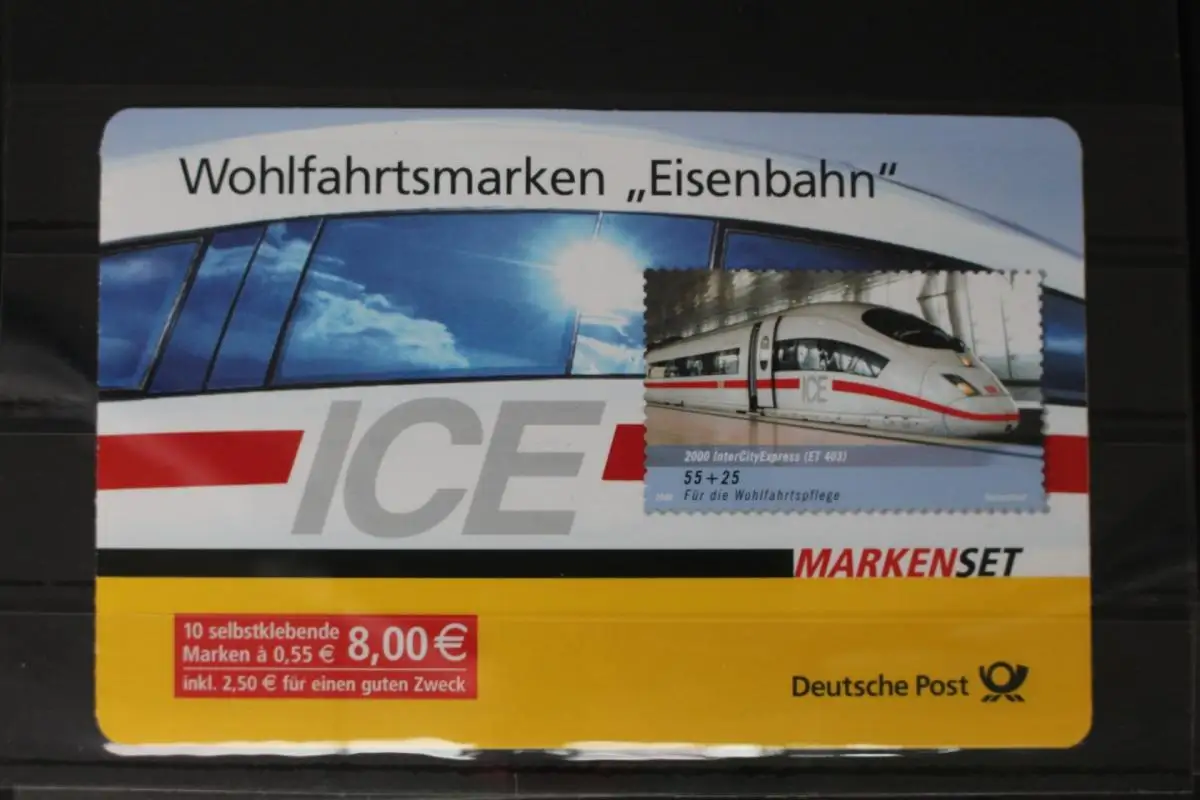 Wohlfahrtsmarken „Eisenbahn“
ICE
ICE
2000 InterCityExpress (ET 403)
55+25
Für die Wohlfahrtspflege
MARKENSET
10 selbstklebende
Marken à 0,55 € 8,00 €
inkl. 2,50 € für einen guten Zweck
Deutsche Post